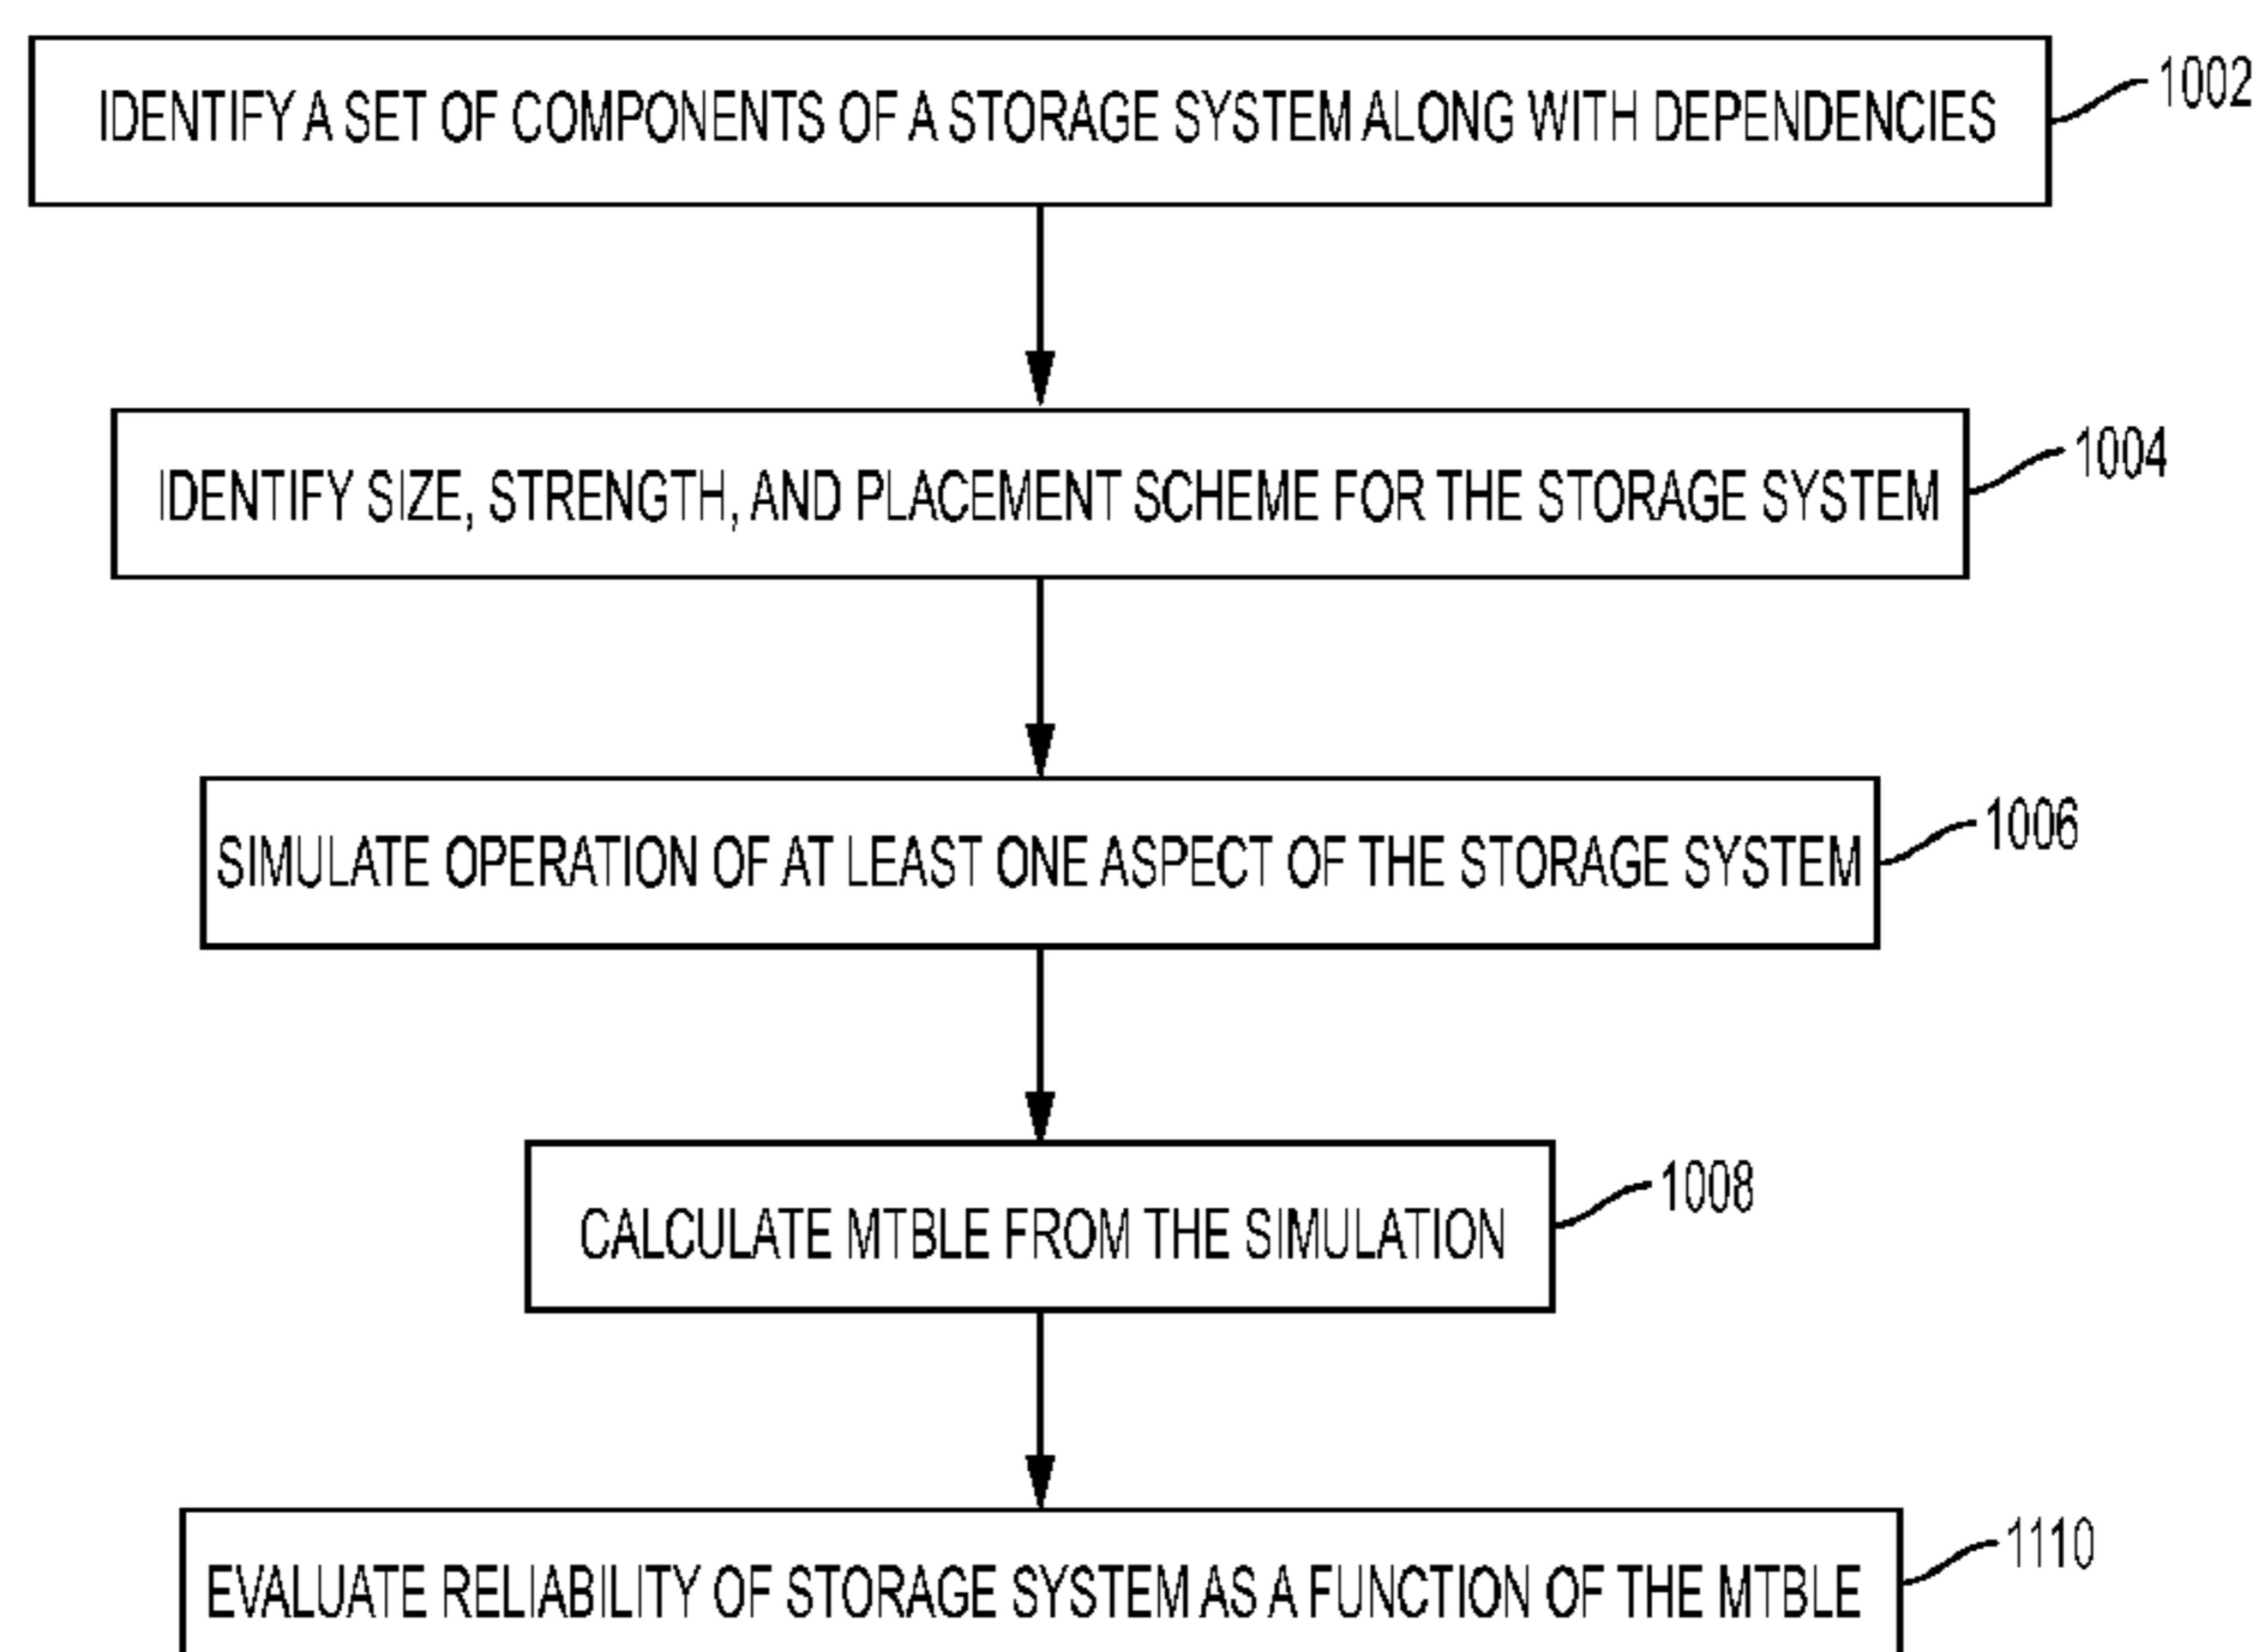 IDENTIFY A SET OF COMPONENTS OF A STORAGE SYSTEM ALONG WITH DEPENDENCIES
1002
IDENTIFY SIZE, STRENGTH, AND PLACEMENT SCHEME FOR THE STORAGE SYSTEM
1004
SIMULATE OPERATION OF AT LEAST ONE ASPECT OF THE STORAGE SYSTEM
1006
CALCULATE MTBLE FROM THE SIMULATION
1008
EVALUATE RELIABILITY OF STORAGE SYSTEM AS A FUNCTION OF THE MTBLE
1110